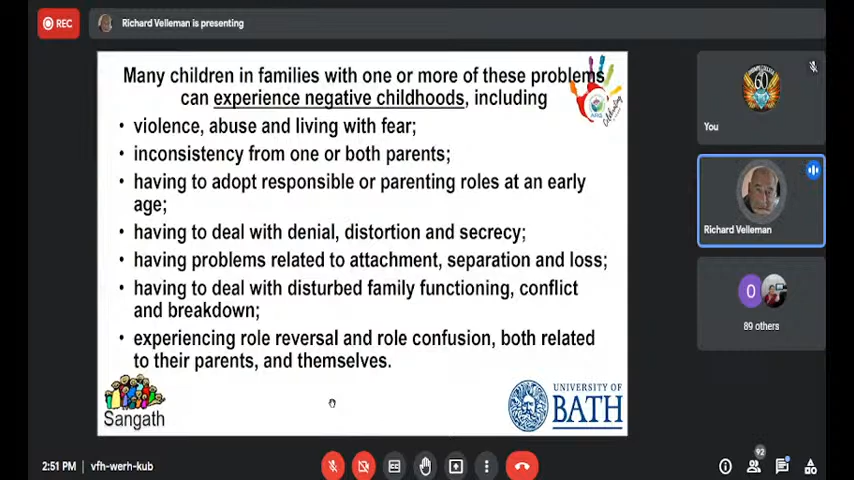 REC
Richard Velleman is presenting
Many children in families with one or more of these problems
can experience negative childhoods, including
• violence, abuse and living with fear;
• inconsistency from one or both parents;
• having to adopt responsible or parenting roles at an early
age;
• having to deal with denial, distortion and secrecy;
• having problems related to attachment, separation and loss;
• having to deal with disturbed family functioning, conflict
and breakdown;
• experiencing role reversal and role confusion, both related
to their parents, and themselves.
Sangath
UNIVERSITY OF
BATH
60
You
Richard Velleman
O
89 others
2:51 PM | vfh-werh-kub
92